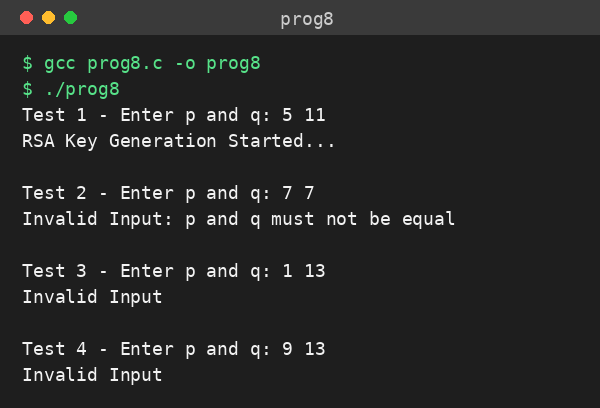 prog8
$ gcc prog8.c -o prog8
$ ./prog8
Test 1 - Enter p and q: 5 11
RSA Key Generation Started...
Test 2 - Enter p and q: 7 7
Invalid Input: p and q must not be equal
Test 3 - Enter p and q: 1 13
Invalid Input
Test 4 - Enter p and q: 9 13
Invalid Input